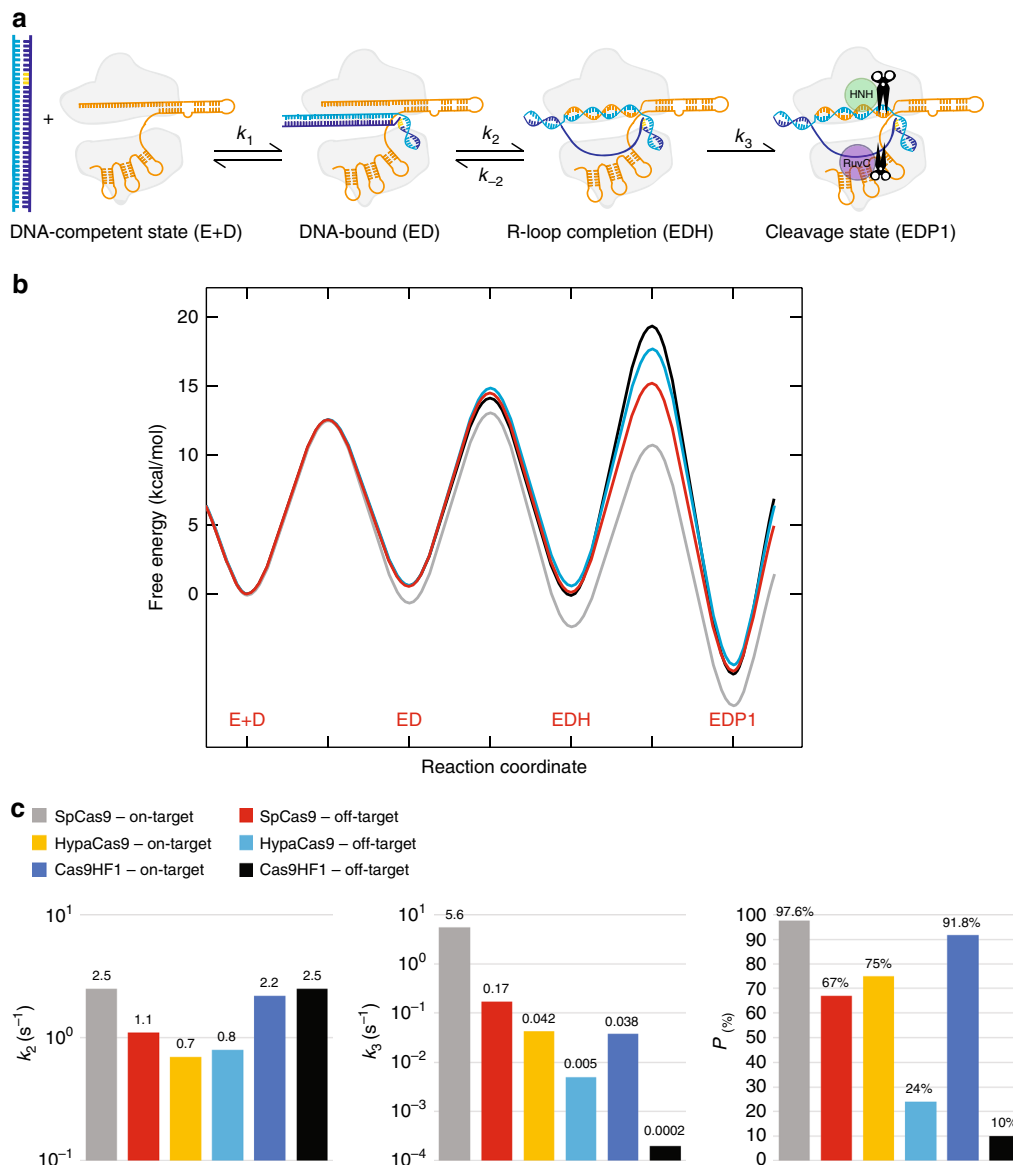 a
+
k1
k2
k−2
k3
HNH
RuvC
DNA-competent state (E+D)
DNA-bound (ED)
R-loop completion (EDH)
Cleavage state (EDP1)
b
Free energy (kcal/mol)
20
15
10
5
0
E+D
ED
EDH
EDP1
Reaction coordinate
c
SpCas9 – on-target
SpCas9 – off-target
HypaCas9 – on-target
HypaCas9 – off-target
Cas9HF1 – on-target
Cas9HF1 – off-target
k2 (s−1)
10^1
10^0
10^−1
2.5
1.1
0.7
0.8
2.2
2.5
k3 (s−1)
10^1
10^0
10^−1
10^−2
10^−3
10^−4
5.6
0.17
0.042
0.005
0.038
0.0002
P (%)
100
90
80
70
60
50
40
30
20
10
0
97.6%
67%
75%
24%
91.8%
10%